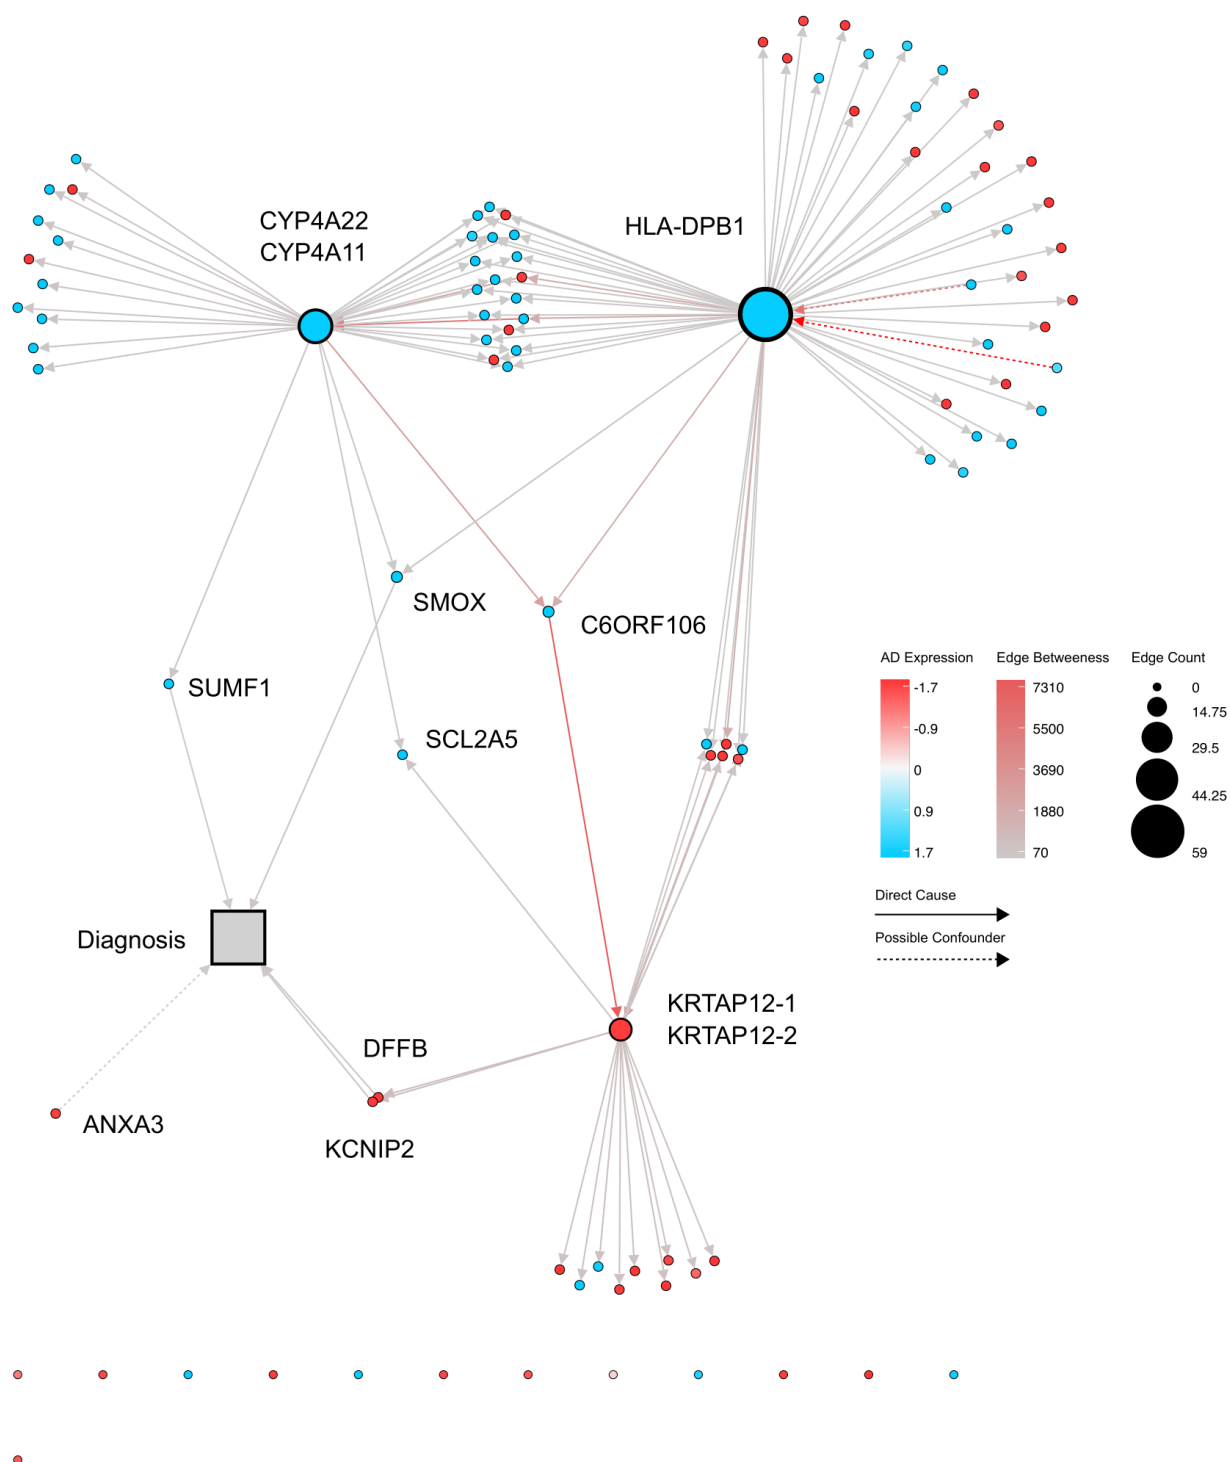 CYP4A22
CYP4A11
HLA-DPB1
SMOX
C6ORF106
SUMF1
SCL2A5
AD Expression
-1.7
-0.9
0
0.9
1.7
Edge Betweeness
7310
5500
3690
1880
70
Edge Count
0
14.75
29.5
44.25
59
Direct Cause
Possible Confounder
Diagnosis
KRTAP12-1
KRTAP12-2
DFFB
ANXA3
KCNIP2